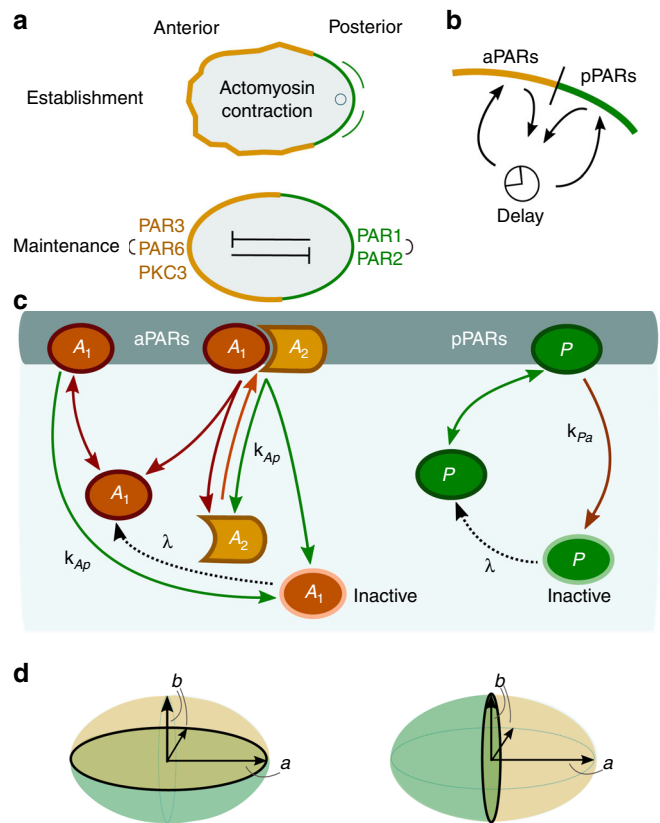 a
Anterior
Posterior
Establishment
Actomyosin
contraction
Maintenance
PAR3
PAR6
PKC3
PAR1
PAR2
b
aPARs
pPARs
Delay
c
A1
aPARs
A1
A2
pPARs
P
kAp
kPa
A1
P
A2
λ
kAp
λ
P
A1
Inactive
Inactive
d
b
a
b
a